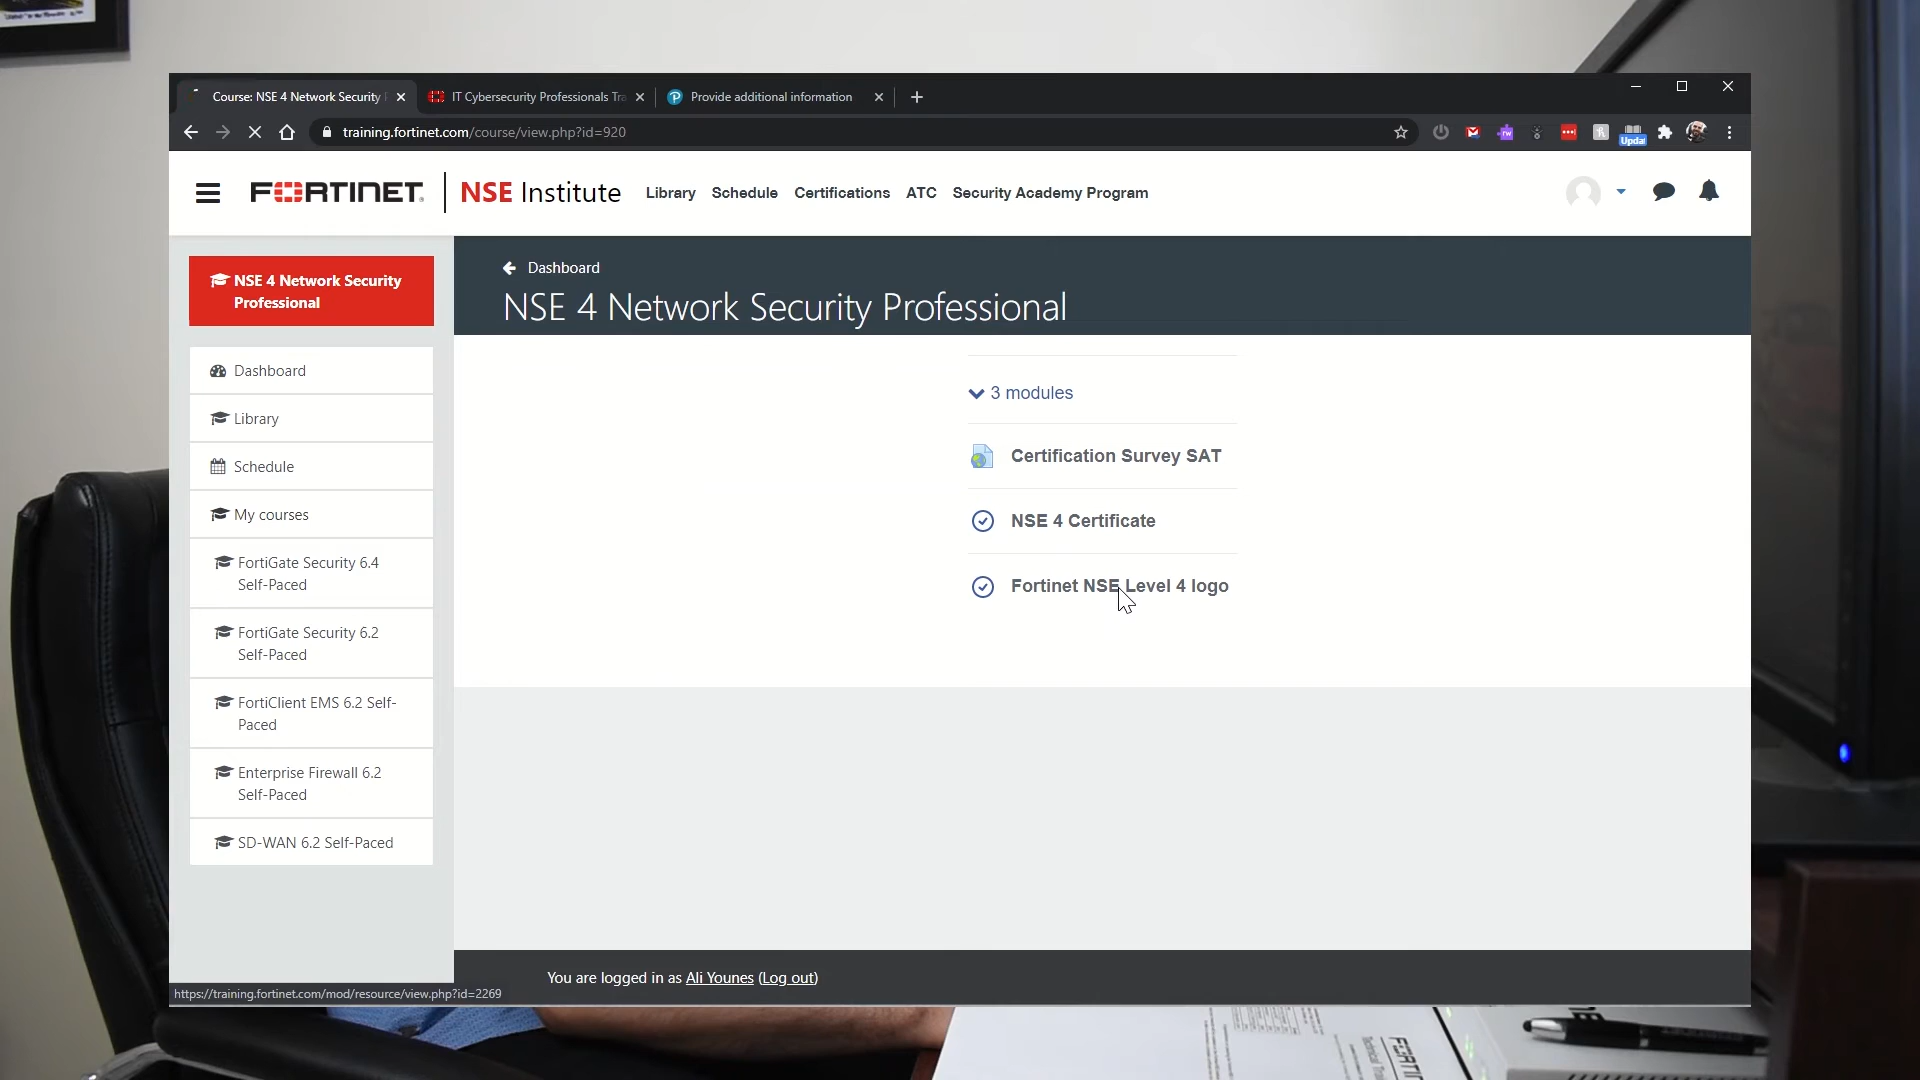 Course: NSE 4 Network Security
IT Cybersecurity Professionals Tra
Provide additional information
training.fortinet.com/course/view.php?id=920
Updat
FORTINET
NSE Institute
Library
Schedule
Certifications
ATC
Security Academy Program
NSE 4 Network Security
Professional
Dashboard
Library
Schedule
My courses
FortiGate Security 6.4
Self-Paced
FortiGate Security 6.2
Self-Paced
FortiClient EMS 6.2 Self-
Paced
Enterprise Firewall 6.2
Self-Paced
SD-WAN 6.2 Self-Paced
Dashboard
NSE 4 Network Security Professional
3 modules
Certification Survey SAT
NSE 4 Certificate
Fortinet NSE Level 4 logo
You are logged in as Ali Younes (Log out)
https://training.fortinet.com/mod/resource/view.php?id=2269